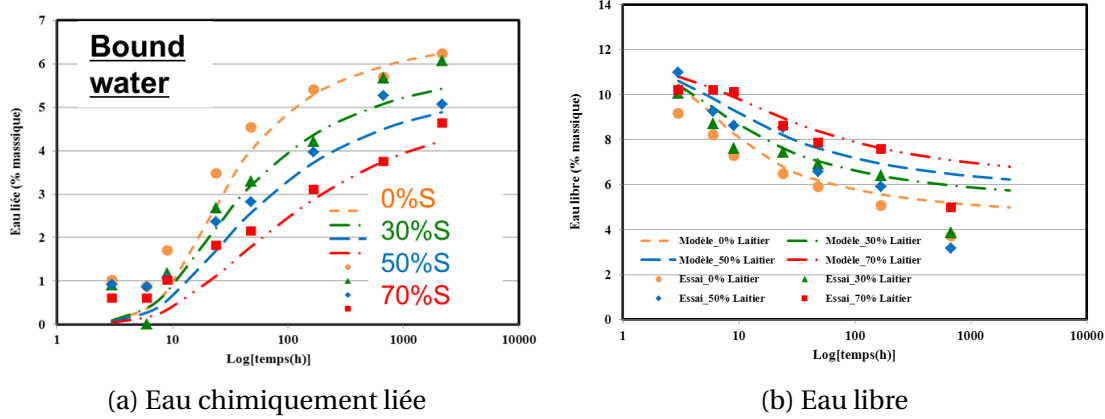 Bound
water
7
6
5
4
3
2
1
0
Eau liée (% masssique)
0%S
30%S
50%S
70%S
1
10
100
1000
10000
Log[temps(h)]
(a) Eau chimiquement liée
14
12
10
8
6
4
2
0
Eau libre (% massique)
Modèle_0% Laitier
Modèle_30% Laitier
Modèle_50% Laitier
Modèle_70% Laitier
Essai_0% Laitier
Essai_30% Laitier
Essai_50% Laitier
Essai_70% Laitier
1
10
100
1000
10000
Log[temps(h)]
(b) Eau libre